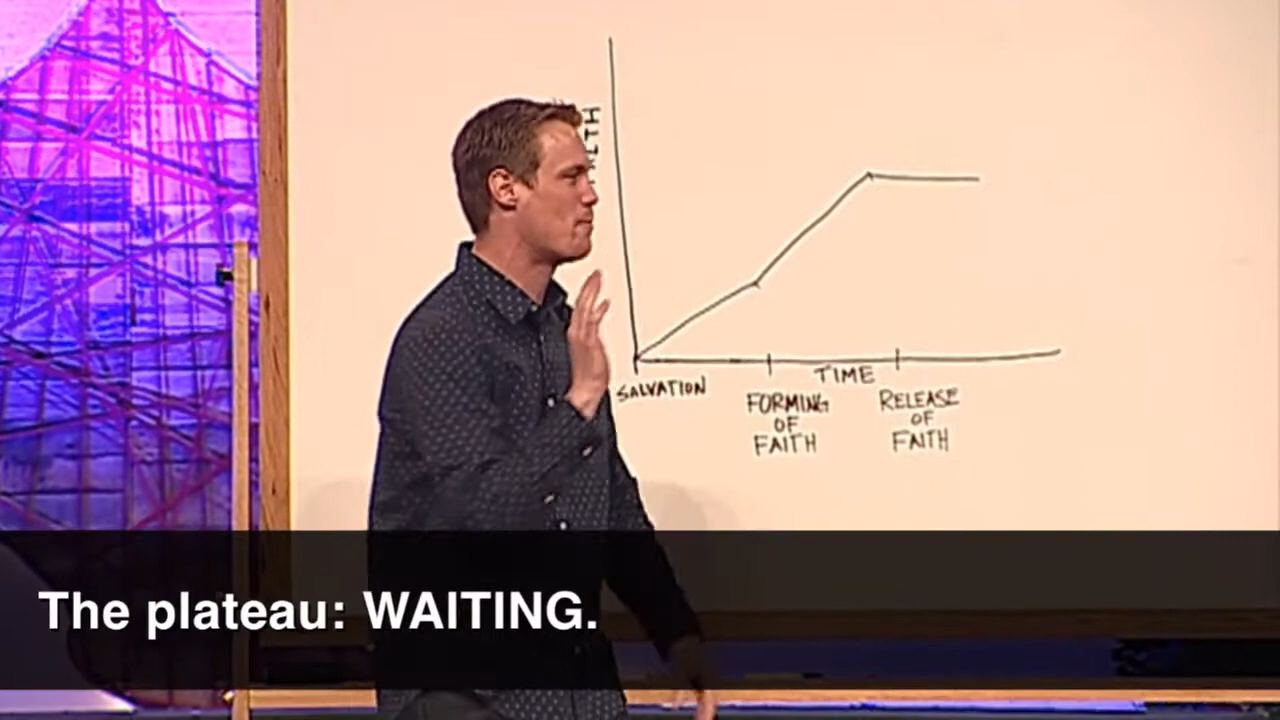 SALVATION
TIME
FORMING
OF
FAITH
RELEASE
OF
FAITH
The plateau: WAITING.